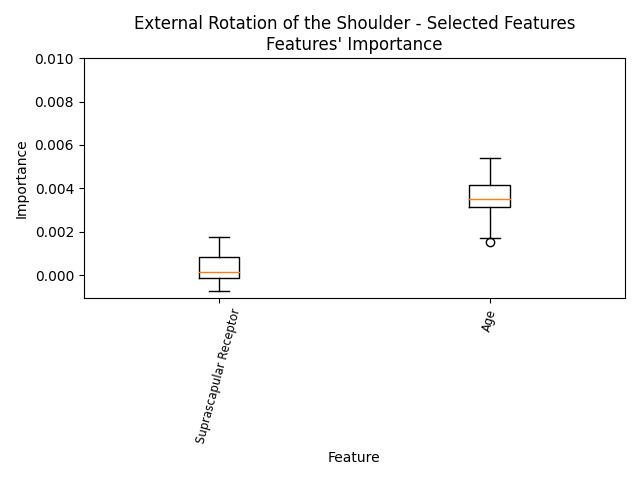 External Rotation of the Shoulder - Selected Features
Features' Importance
0.010
0.008
0.006
0.004
0.002
0.000
Importance
Suprascapular Receptor
Age
Feature